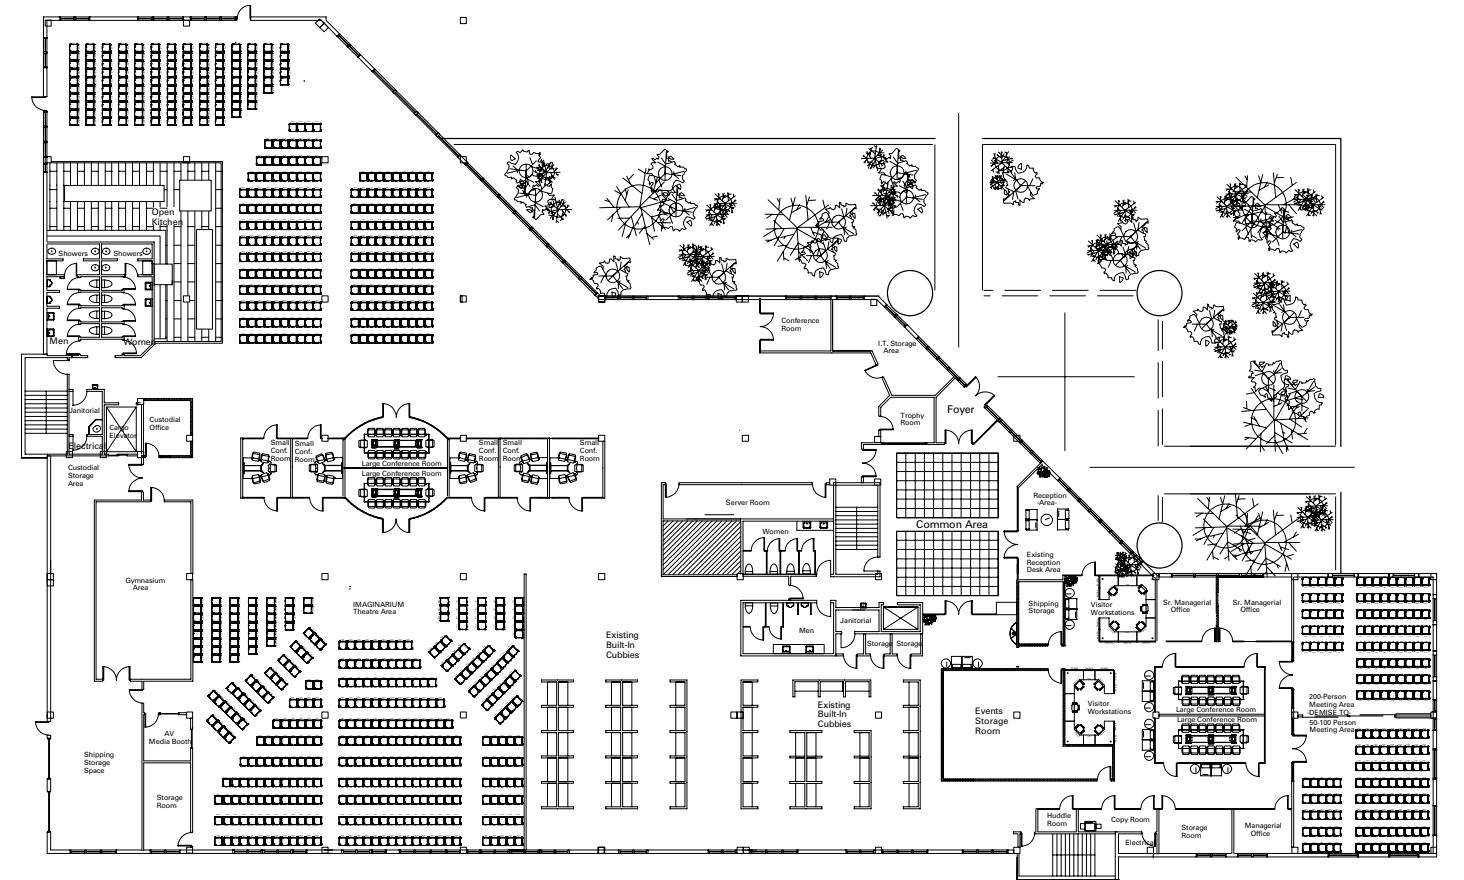 Open
Kitchen
Showers
Showers
Men
Women
Conference
Room
I.T. Storage
Area
Trophy
Room
Foyer
Janitorial
Cargo
Elevator
Custodial
Office
Electrical
Custodial
Storage
Area
Small
Conf.
Room
Small
Conf.
Room
Large Conference Room
Large Conference Room
Small
Conf.
Room
Small
Conf.
Room
Small
Conf.
Room
Server Room
Women
Common Area
Reception
-Area-
Existing
Reception
Desk Area
Gymnasium
Area
IMAGINARIUM
Theatre Area
Existing
Built-In
Cubbies
Men
Janitorial
Storage
Storage
Shipping
Storage
Visitor
Workstations
Sr. Managerial
Office
Sr. Managerial
Office
Existing
Built-In
Cubbies
Events
Storage
Room
Visitor
Workstations
Large Conference Room
Large Conference Room
200-Person
Meeting Area
-DEMISE TO-
50-100 Person
Meeting Area
AV
Media Booth
Shipping
Storage
Space
Storage
Room
Huddle
Room
Copy Room
Electrical
Storage
Room
Managerial
Office